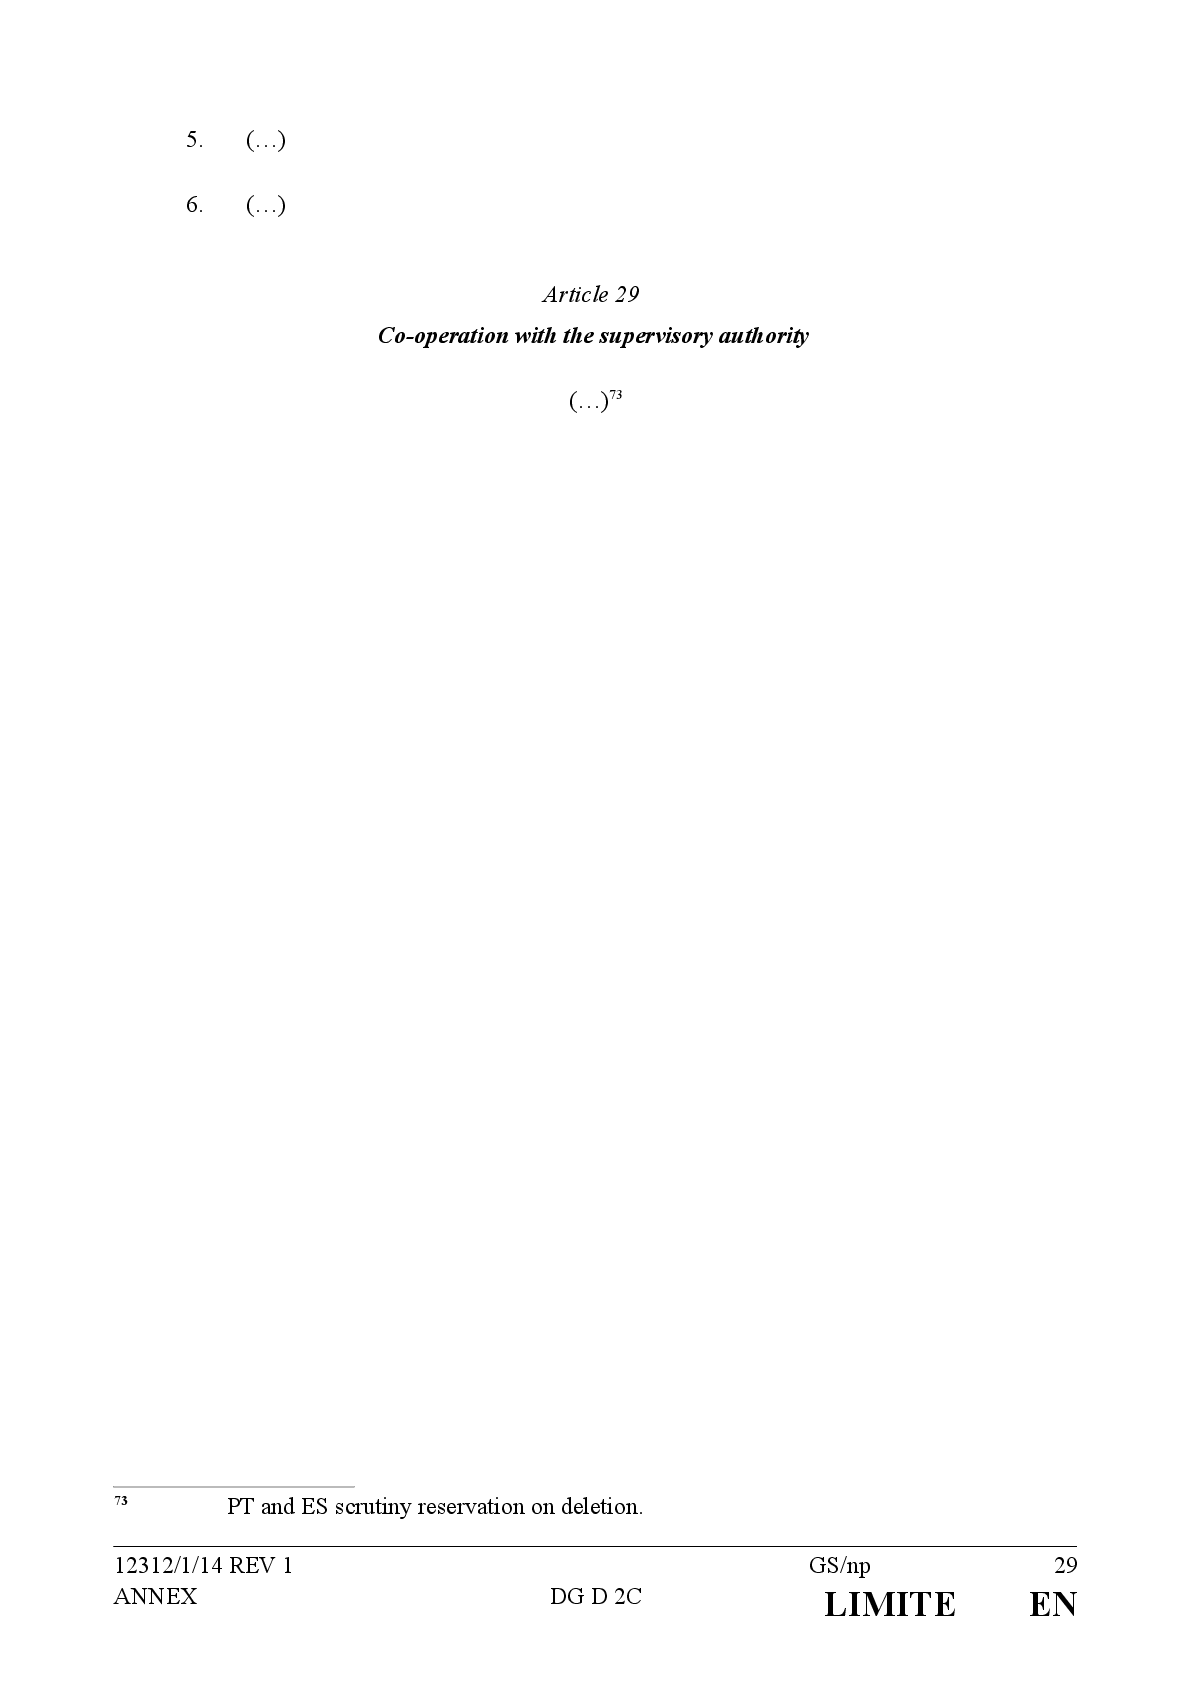 5. (…)
6. (…)
Article 29
Co-operation with the supervisory authority
(…)73
73 PT and ES scrutiny reservation on deletion.
12312/1/14 REV 1 GS/np 29
ANNEX DG D 2C LIMITE EN